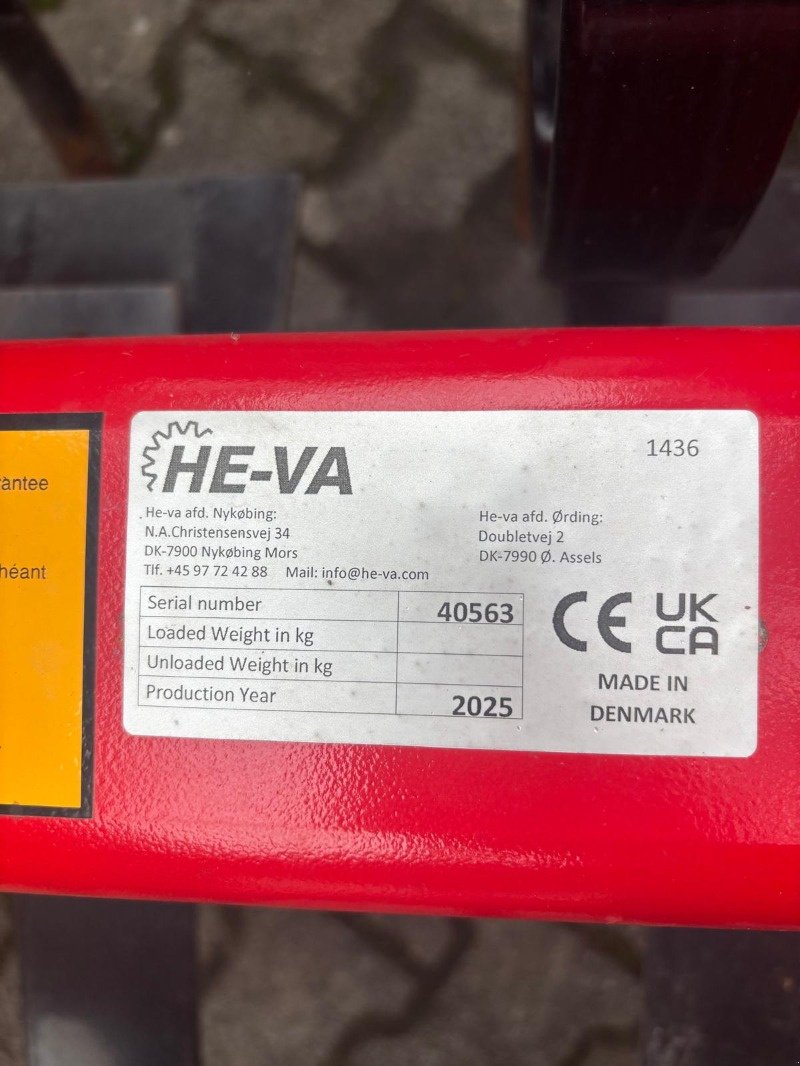 HE-VA
1436
He-va afd. Nykøbing:
N.A.Christensensvej 34
DK-7900 Nykøbing Mors
Tlf. +45 97 72 42 88 Mail: info@he-va.com
He-va afd. Ørding:
Doubletvej 2
DK-7990 Ø. Assels
Serial number 40563
Loaded Weight in kg
Unloaded Weight in kg
Production Year 2025
CE UK
CA
MADE IN
DENMARK